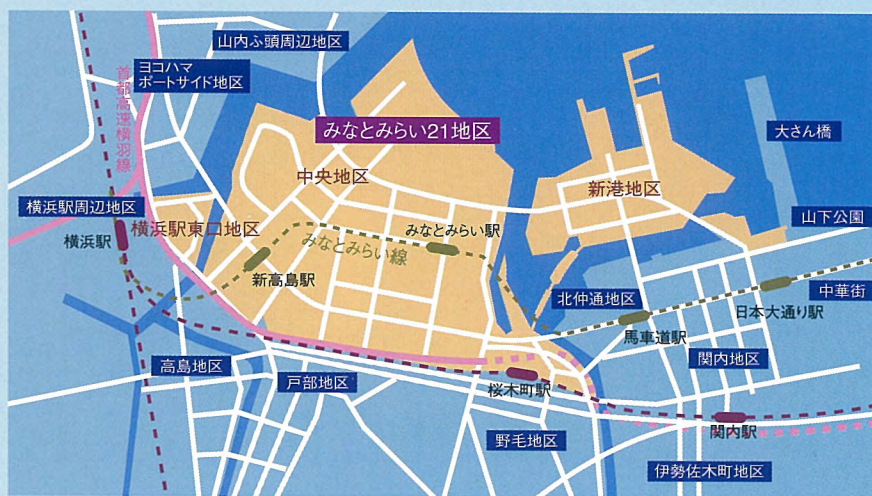 山内ふ頭周辺地区
ヨコハマ
ポートサイド地区
首都高速横羽線
みなとみらい21地区
大さん橋
中央地区
新港地区
横浜駅周辺地区
横浜駅東口地区
山下公園
みなとみらい駅
横浜駅
みなとみらい線
新高島駅
北仲通地区
中華街
日本大通り駅
馬車道駅
高島地区
関内地区
戸部地区
桜木町駅
野毛地区
関内駅
伊勢佐木町地区